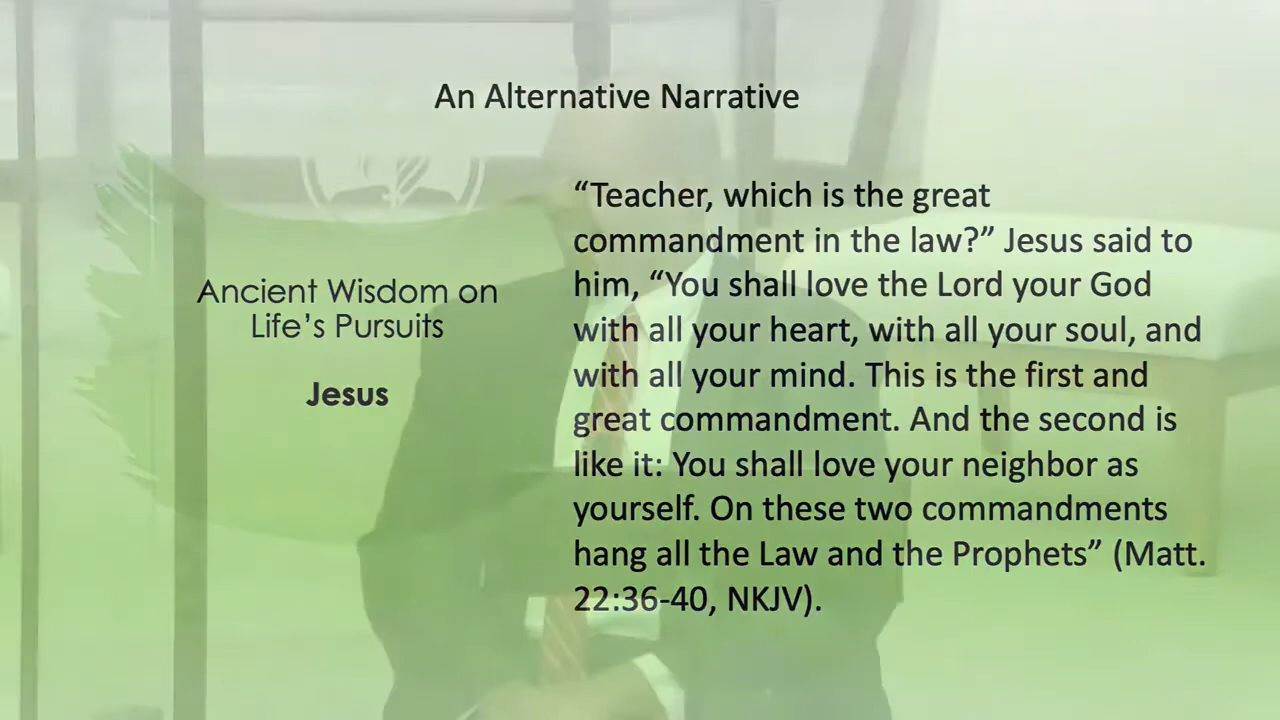 An Alternative Narrative
Ancient Wisdom on
Life’s Pursuits
Jesus
“Teacher, which is the great
commandment in the law?” Jesus said to
him, “You shall love the Lord your God
with all your heart, with all your soul, and
with all your mind. This is the first and
great commandment. And the second is
like it: You shall love your neighbor as
yourself. On these two commandments
hang all the Law and the Prophets” (Matt.
22:36-40, NKJV).